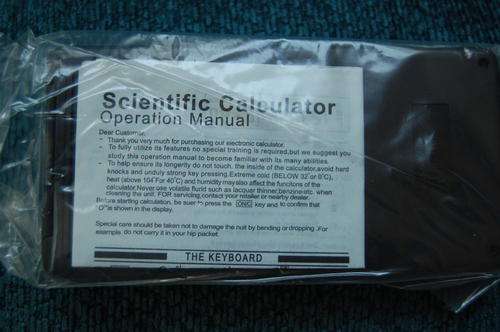 Scientific Calculator
Operation Manual
Dear Customer,
- Thank you very much for purchasing our electronic calculator.
- To fully utilize its features no special training is required,but we suggest you
study this operation manual to become familiar with its many abilities.
- To help ensure its longerity do not touch. the inside of the calculator,avoid hard
knocks and unduly strong key pressing.Extreme cold (BELOW 32°or 0°C),
heat (above 104°For 40°C) and humidity may also affect the functions of the
calculator.Never use volatile flurid such as lacquer thinner,benzine etc. when
cleanting the unit. FOR servicing,contact your retailer or nearby dealer.
Before starting calculation, be suer to press the ON/C key and to confirm that
O" is shown in the display.
Special care should be taken not to damage the nuit by bending or dropping .For
example, do not carry it in your hip packet.
THE KEYBOARD